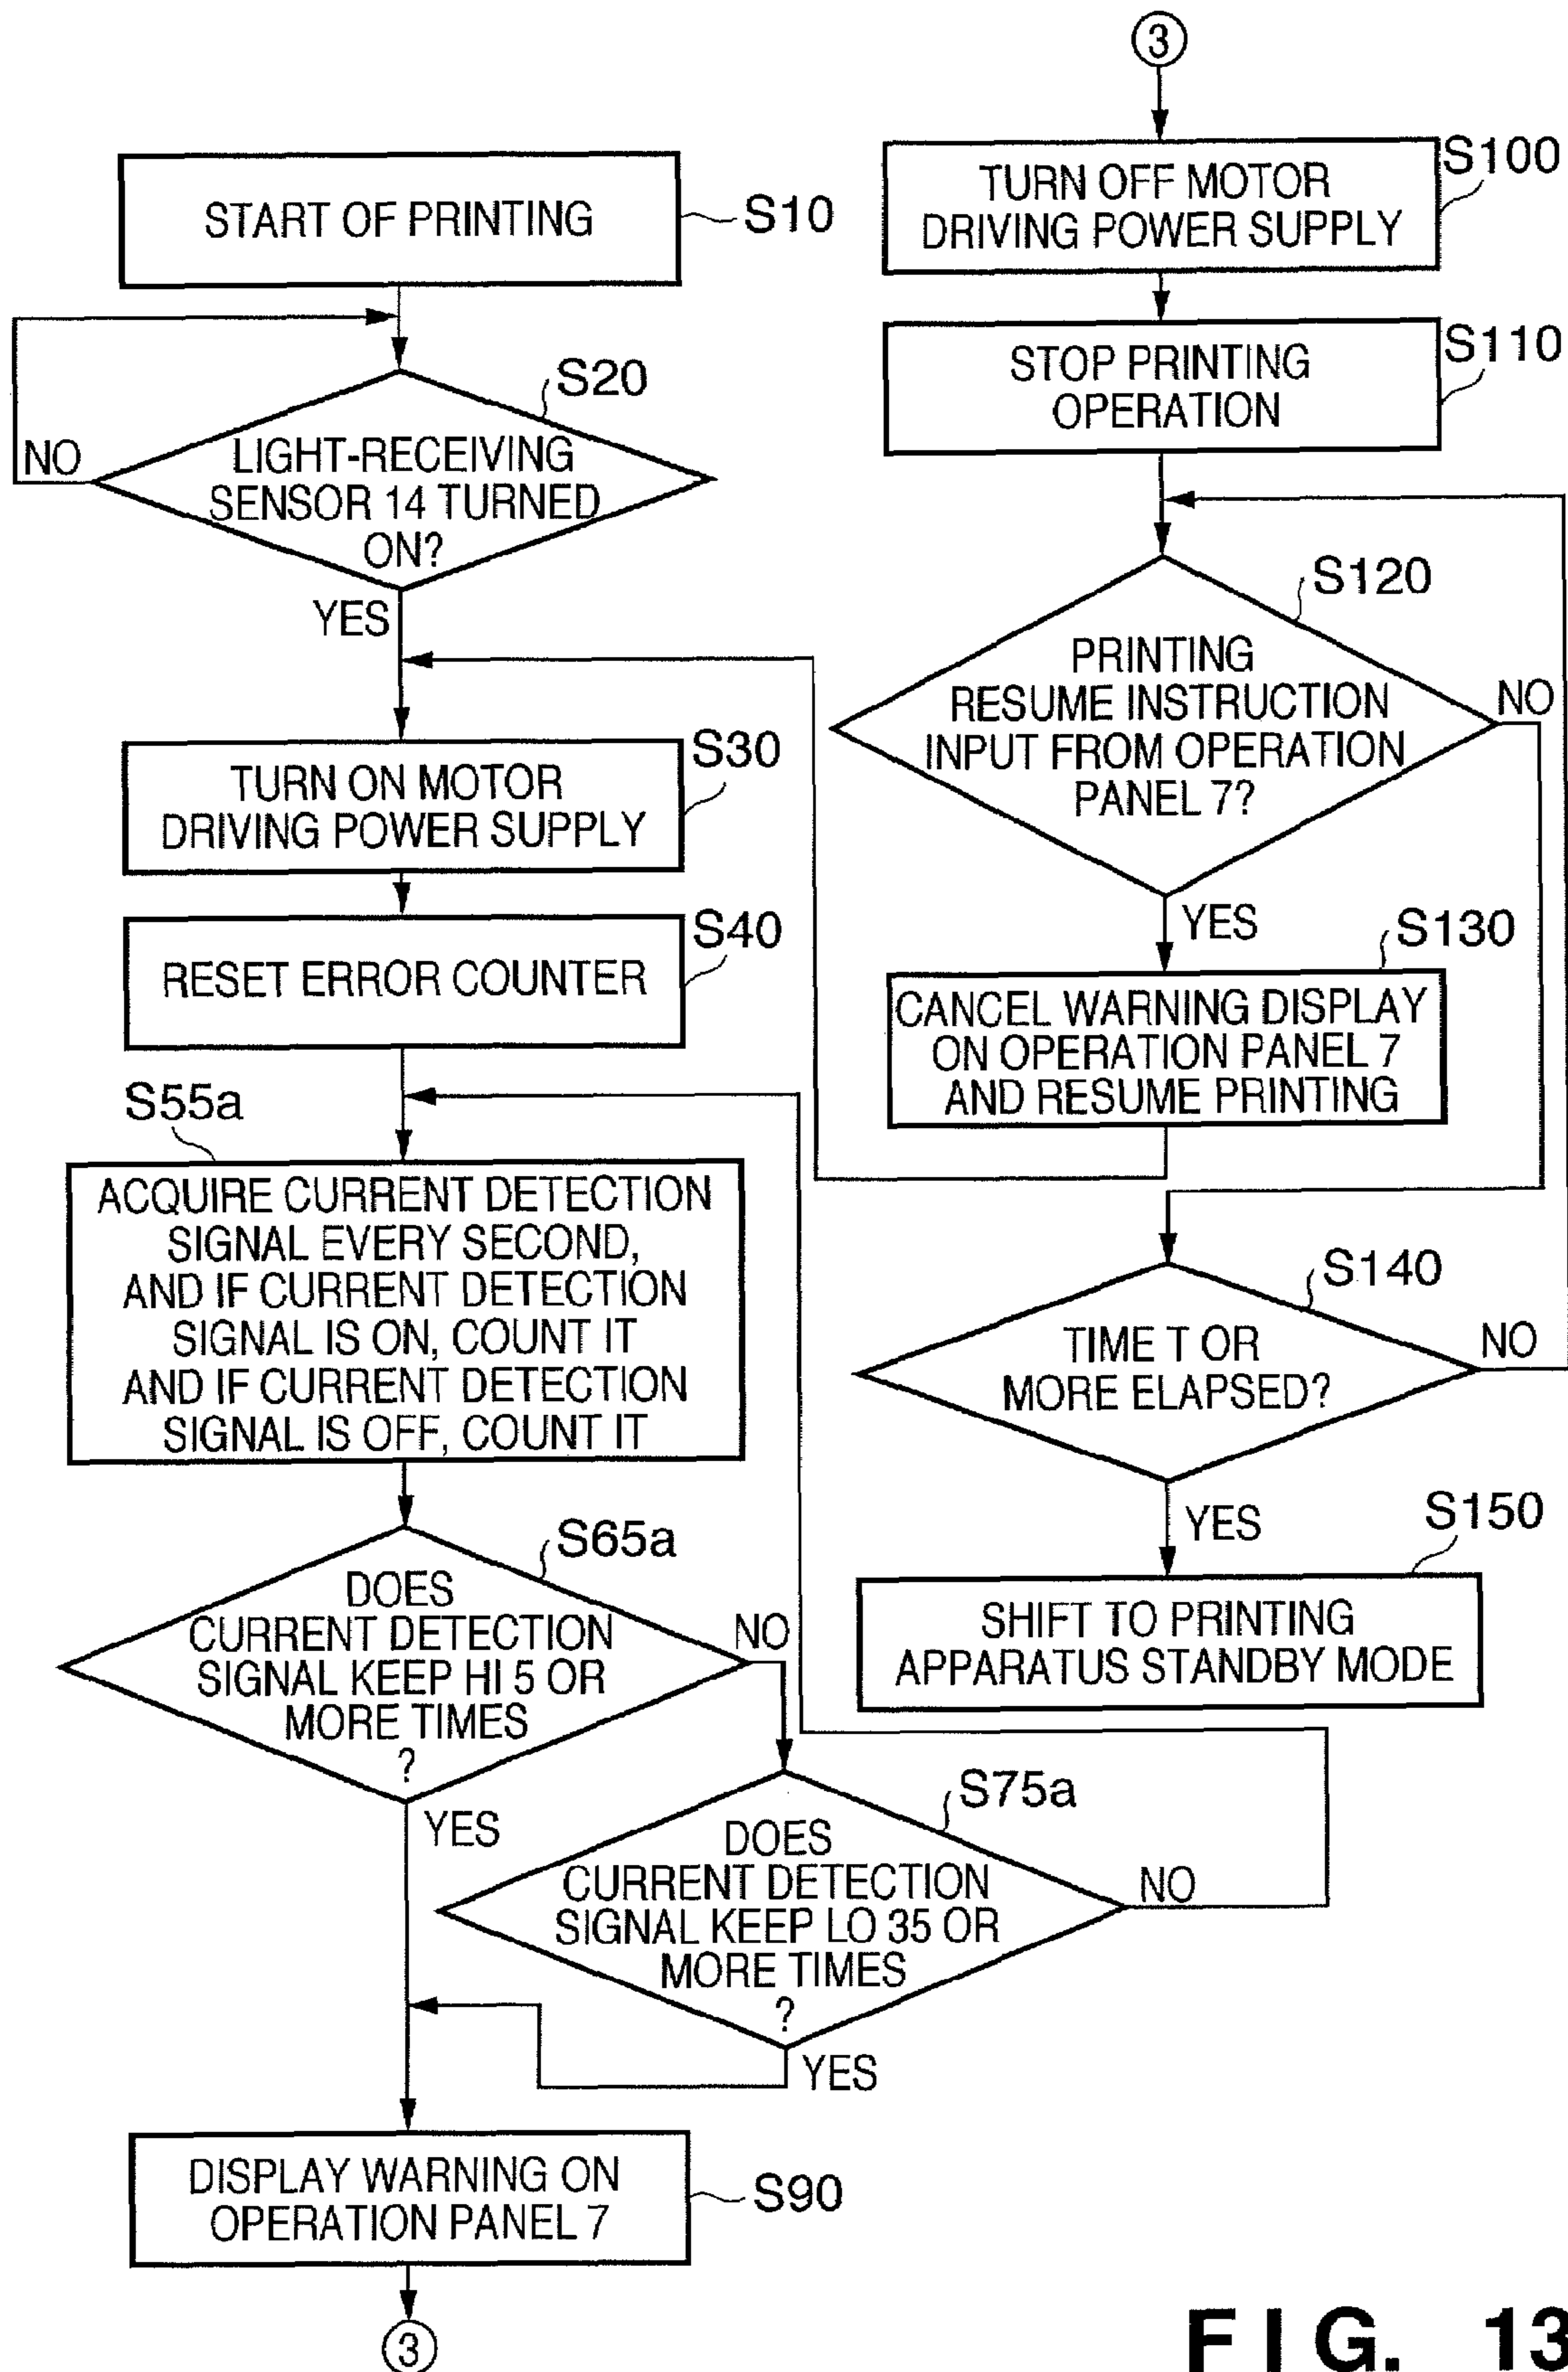 START OF PRINTING
S10
S20
LIGHT-RECEIVING
SENSOR 14 TURNED
ON?
NO
YES
TURN ON MOTOR
DRIVING POWER SUPPLY
S30
RESET ERROR COUNTER
S40
S55a
ACQUIRE CURRENT DETECTION
SIGNAL EVERY SECOND,
AND IF CURRENT DETECTION
SIGNAL IS ON, COUNT IT
AND IF CURRENT DETECTION
SIGNAL IS OFF, COUNT IT
S65a
DOES
CURRENT DETECTION
SIGNAL KEEP HI 5 OR
MORE TIMES
?
NO
YES
S75a
DOES
CURRENT DETECTION
SIGNAL KEEP LO 35 OR
MORE TIMES
?
NO
YES
DISPLAY WARNING ON
OPERATION PANEL 7
S90
3
3
TURN OFF MOTOR
DRIVING POWER SUPPLY
S100
STOP PRINTING
OPERATION
S110
S120
PRINTING
RESUME INSTRUCTION
INPUT FROM OPERATION
PANEL 7?
NO
YES
S130
CANCEL WARNING DISPLAY
ON OPERATION PANEL 7
AND RESUME PRINTING
S140
TIME T OR
MORE ELAPSED?
NO
YES
S150
SHIFT TO PRINTING
APPARATUS STANDBY MODE
FIG. 13